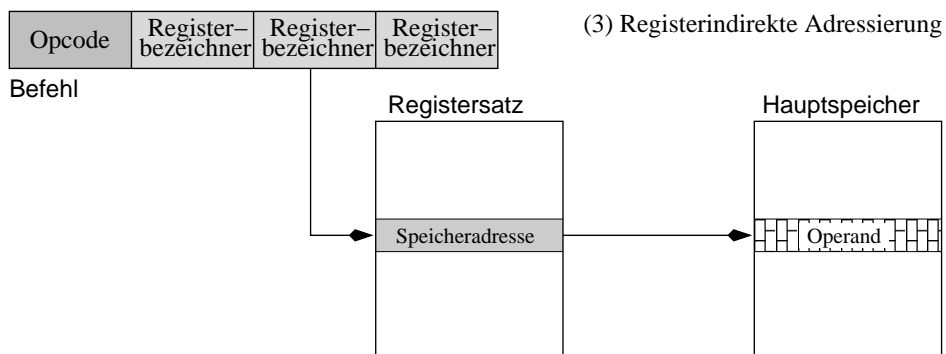 (3) Registerindirekte Adressierung
Opcode
Register–
bezeichner
Register–
bezeichner
Register–
bezeichner
Befehl
Registersatz
Hauptspeicher
Speicheradresse
Operand